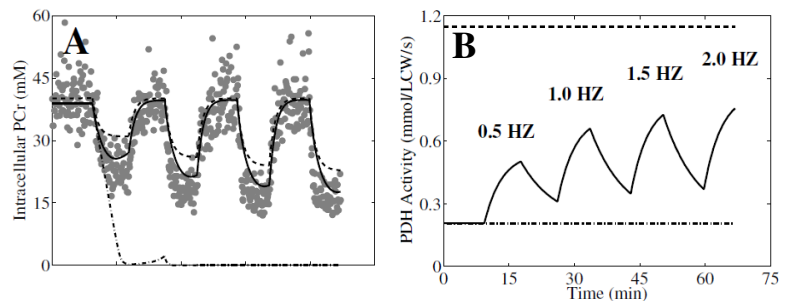 A
Intracellular PCr (mM)
60
45
30
15
0
B
PDH Activity (mmol/LCW/s)
1.2
0.9
0.6
0.3
0.0
0.5 HZ
1.0 HZ
1.5 HZ
2.0 HZ
0 15 30 45 60 75
Time (min)